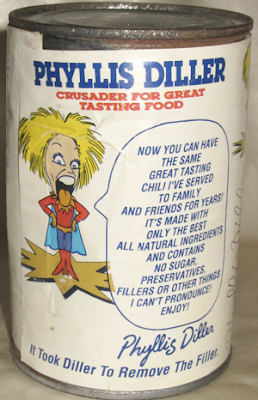 PHYLLIS DILLER
CRUSADER FOR GREAT
TASTING FOOD
NOW YOU CAN HAVE
THE SAME
GREAT TASTING
CHILI I'VE SERVED
TO FAMILY
AND FRIENDS FOR YEARS!
IT'S MADE WITH
ONLY THE BEST
ALL NATURAL INGREDIENTS
AND CONTAINS
NO SUGAR,
PRESERVATIVES,
FILLERS OR OTHER THINGS
I CAN'T PRONOUNCE!
ENJOY!
Phyllis Diller
It Took Diller To Remove The Filler.